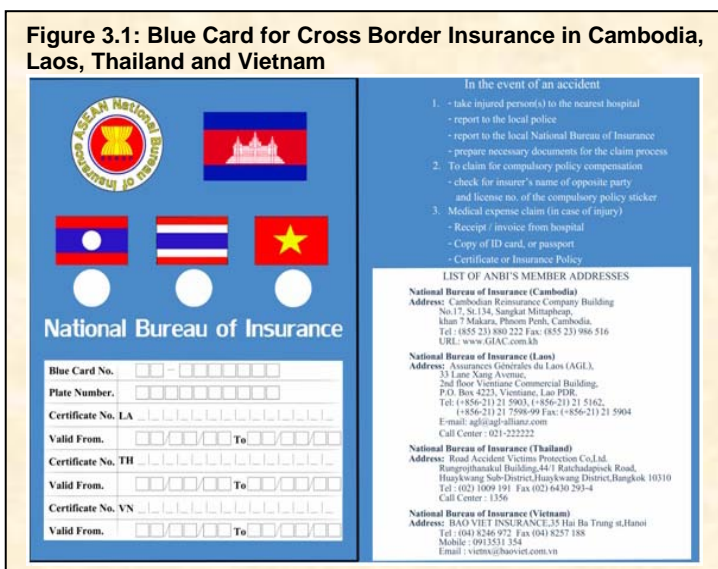 Figure 3.1: Blue Card for Cross Border Insurance in Cambodia,
Laos, Thailand and Vietnam
ASEAN National Bureau of Insurance
National Bureau of Insurance
Blue Card No.
Plate Number.
Certificate No. LA
Valid From. To
Certificate No. TH
Valid From. To
Certificate No. VN
Valid From. To
In the event of an accident
1. - take injured person(s) to the nearest hospital
- report to the local police
- report to the local National Bureau of Insurance
- prepare necessary documents for the claim process
2. To claim for compulsory policy compensation
- check for insurer's name of opposite party
and license no. of the compulsory policy sticker
3. Medical expense claim (in case of injury)
- Receipt / invoice from hospital
- Copy of ID card, or passport
- Certificate or Insurance Policy
LIST OF ANBI'S MEMBER ADDRESSES
National Bureau of Insurance (Cambodia)
Address: Cambodian Reinsurance Company Building
No.17, St.134, Sangkat Mittapheap,
khan 7 Makara, Phnom Penh, Cambodia.
Tel : (855 23) 880 222 Fax: (855 23) 986 516
URL: www.GIAC.com.kh
National Bureau of Insurance (Laos)
Address: Assurances Générales du Laos (AGL),
33 Lane Xang Avenue,
2nd floor Vientiane Commercial Building,
P.O. Box 4223, Vientiane, Lao PDR.
Tel: (+856-21) 21 5903, (+856-21) 21 5162,
(+856-21) 21 7598-99 Fax: (+856-21) 21 5904
E-mail: agl@agl-allianz.com
Call Center : 021-222222
National Bureau of Insurance (Thailand)
Address: Road Accident Victims Protection Co,Ltd.
Rungrojthanakul Building,44/1 Ratchadapisek Road,
Huaykwang Sub-District,Huaykwang District,Bangkok 10310
Tel : (02) 1009 191 Fax (02) 6430 293-4
Call Center : 1356
National Bureau of Insurance (Vietnam)
Address: BAO VIET INSURANCE,35 Hai Ba Trung st,Hanoi
Tel : (04) 8246 972 Fax (04) 8257 188
Mobile : 0913531 354
Email : vietnx@baoviet.com.vn